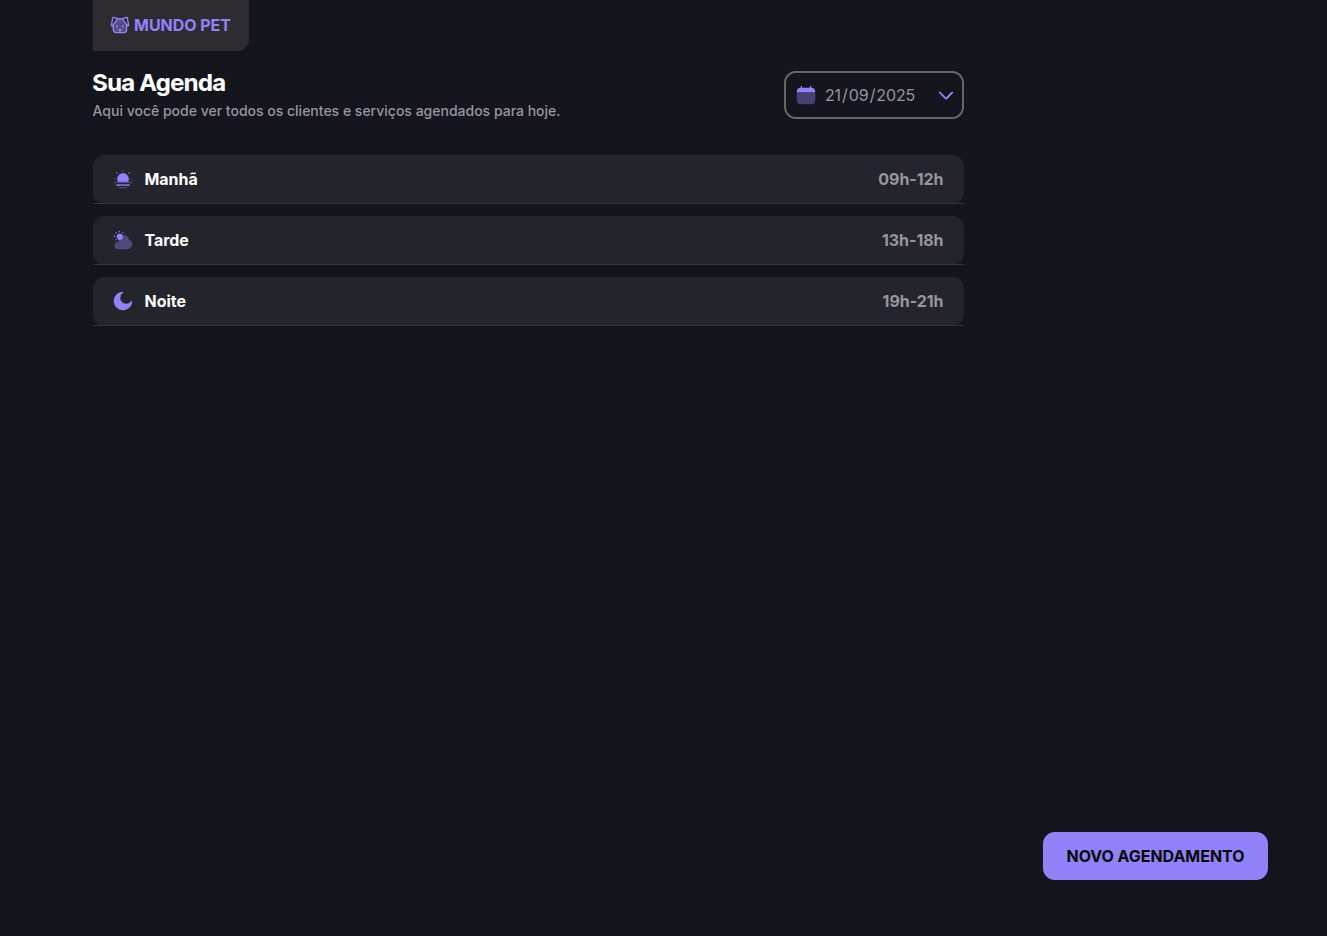 MUNDO PET
Sua Agenda
Aqui você pode ver todos os clientes e serviços agendados para hoje.
21/09/2025
Manhã 09h-12h
Tarde 13h-18h
Noite 19h-21h
NOVO AGENDAMENTO